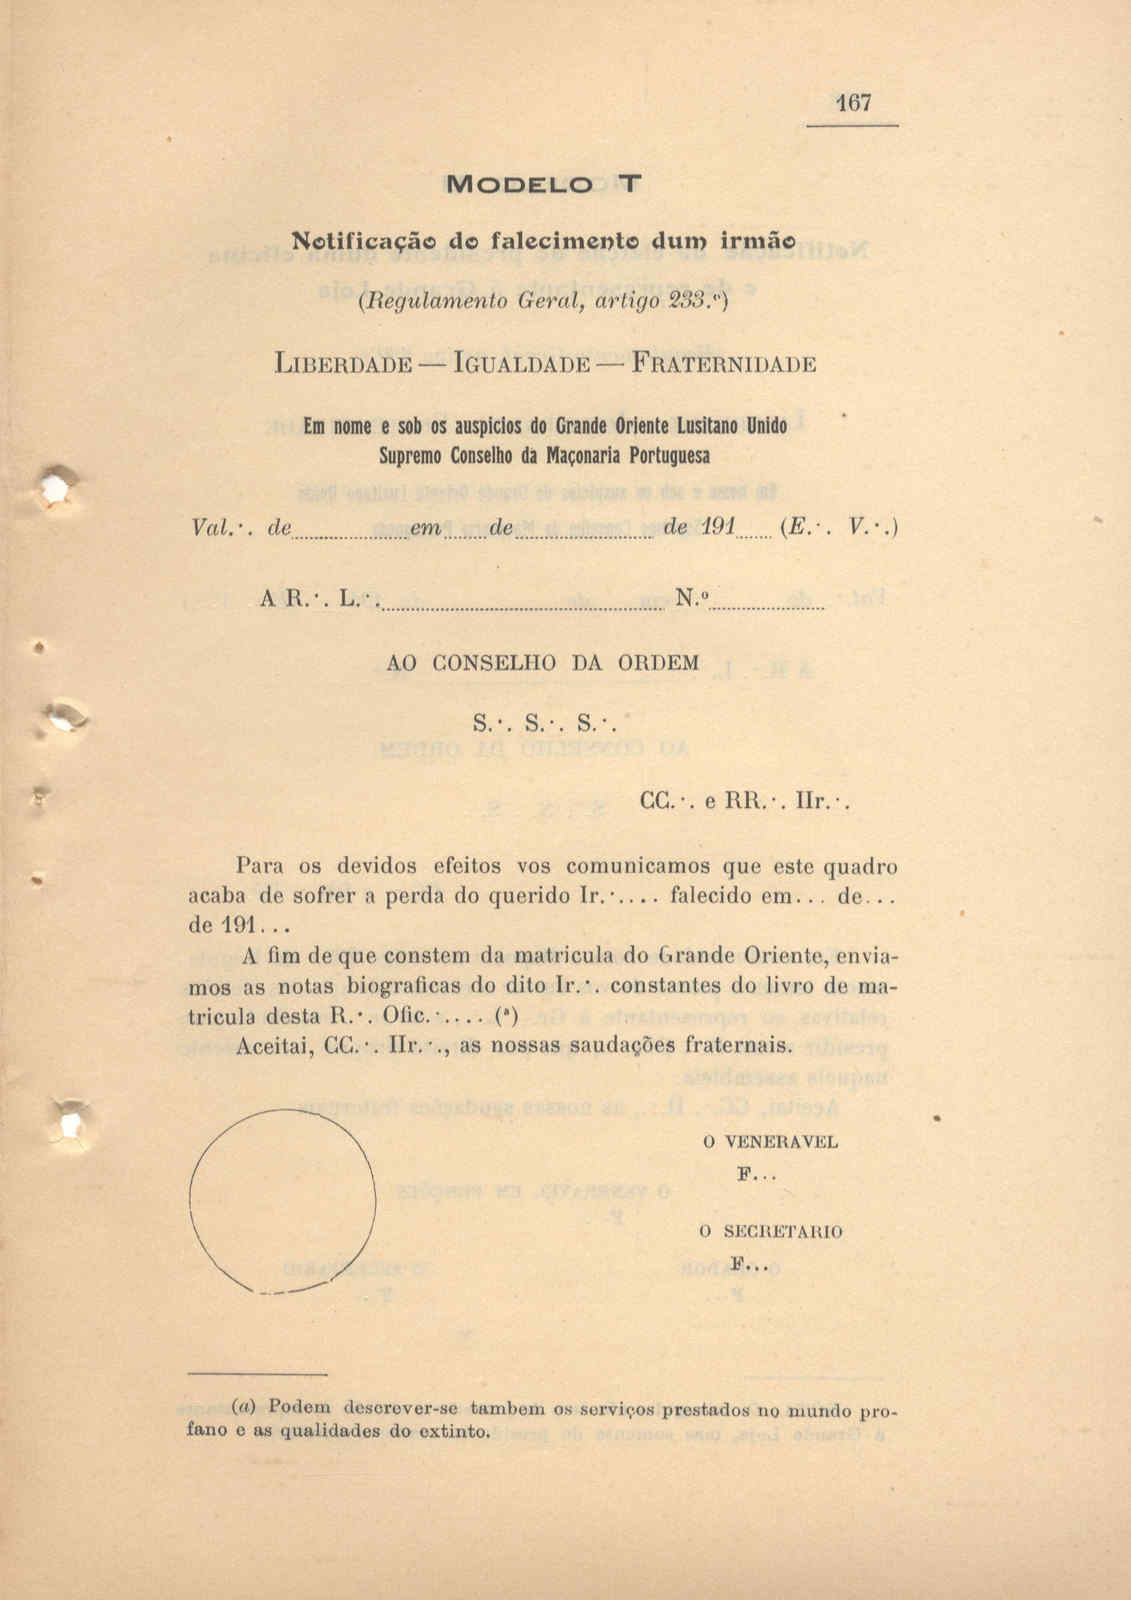 167
MODELO T
Notificação do falecimento dum irmão
(Regulamento Geral, artigo 233.º)
LIBERDADE — IGUALDADE — FRATERNIDADE
Em nome e sob os auspicios do Grande Oriente Lusitano Unido
Supremo Conselho da Maçonaria Portuguesa
Val.·. de....................em........de........................ de 191...... (E.·. V.·.)
A R.·. L.·................................................... N.º....................
AO CONSELHO DA ORDEM
S.·. S.·. S.·.
CC.·. e RR.·. IIr.·.
Para os devidos efeitos vos comunicamos que este quadro
acaba de sofrer a perda do querido Ir.·.... falecido em... de...
de 191...
A fim de que constem da matricula do Grande Oriente, envia-
mos as notas biograficas do dito Ir.·. constantes do livro de ma-
tricula desta R.·. Ofic.·.... (ª)
Aceitai, CC.·. IIr.·., as nossas saudações fraternais.
O VENERAVEL
F...
O SECRETARIO
F...
(a) Podem descrever-se tambem os serviços prestados no mundo pro-
fano e as qualidades do extinto.